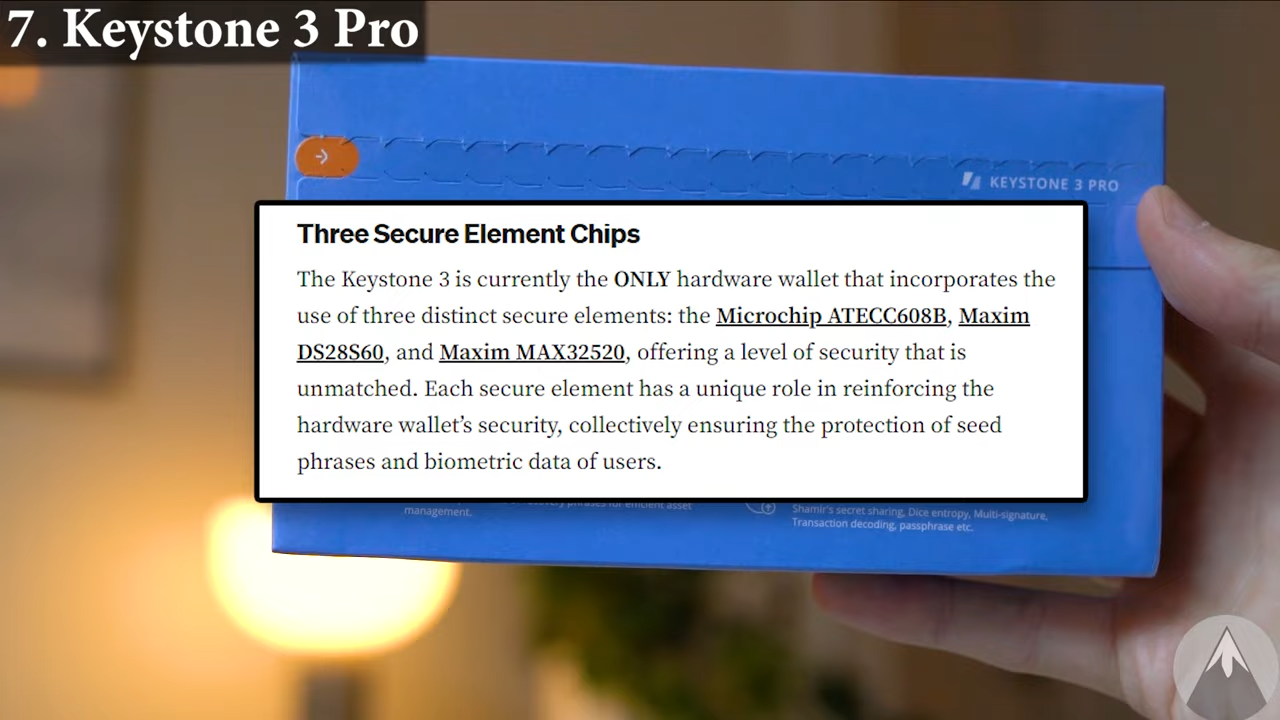 7. Keystone 3 Pro
KEYSTONE 3 PRO
Three Secure Element Chips
The Keystone 3 is currently the ONLY hardware wallet that incorporates the
use of three distinct secure elements: the Microchip ATECC608B, Maxim
DS28S60, and Maxim MAX32520, offering a level of security that is
unmatched. Each secure element has a unique role in reinforcing the
hardware wallet’s security, collectively ensuring the protection of seed
phrases and biometric data of users.
phrases for efficient asset
management.
Shamir's secret sharing, Dice entropy, Multi-signature,
Transaction decoding, passphrase etc.